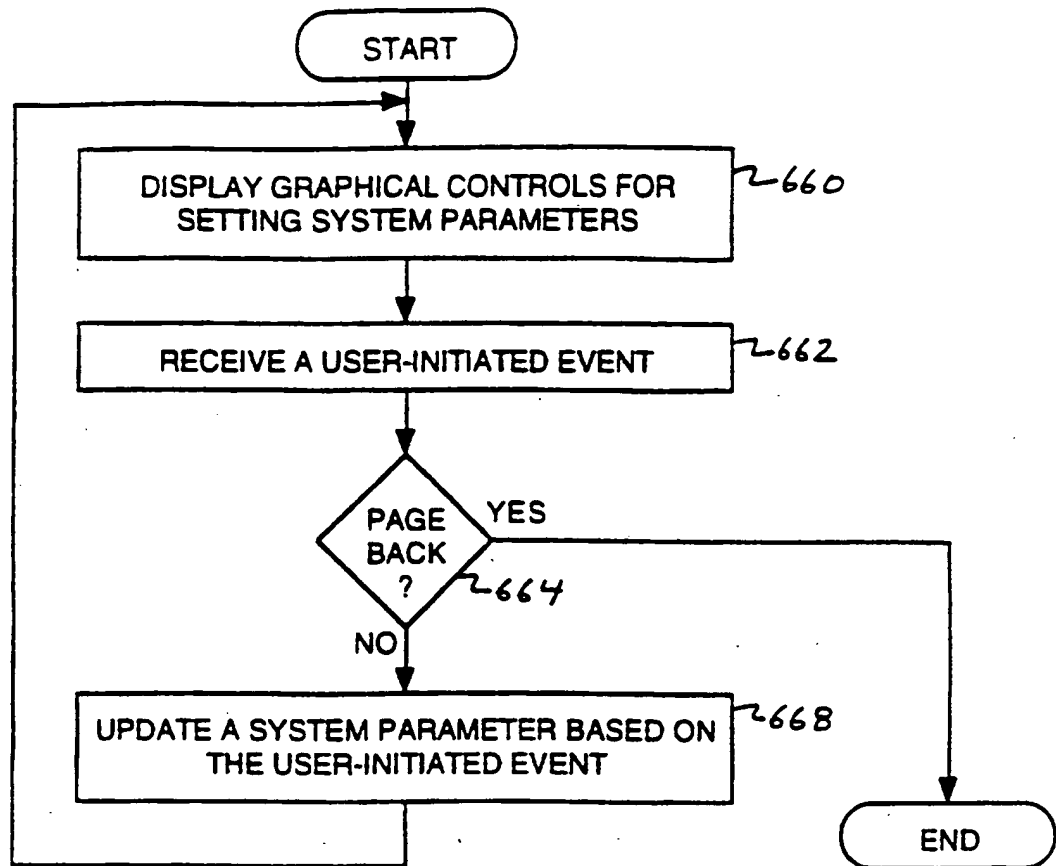 START
DISPLAY GRAPHICAL CONTROLS FOR
SETTING SYSTEM PARAMETERS
660
RECEIVE A USER-INITIATED EVENT
662
PAGE
BACK
?
YES
664
NO
UPDATE A SYSTEM PARAMETER BASED ON
THE USER-INITIATED EVENT
668
END